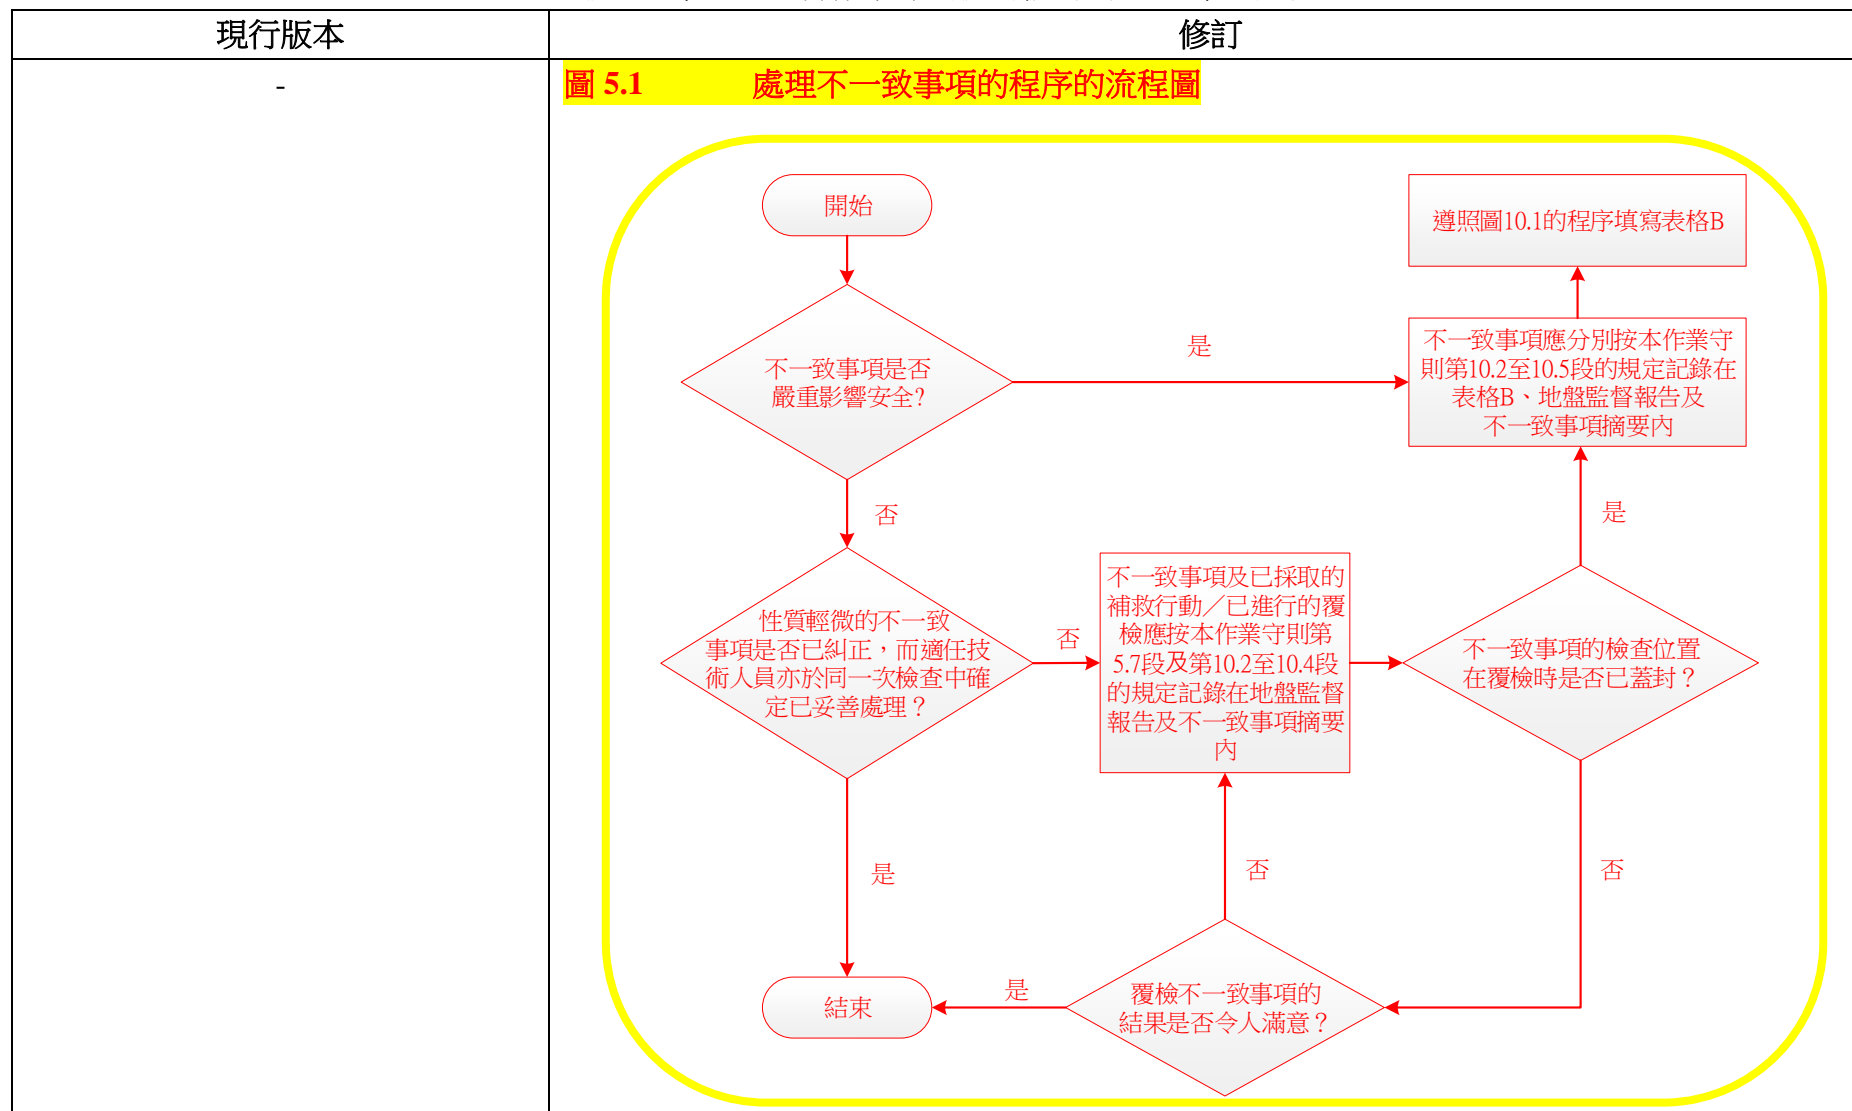 現行版本
修訂
-
圖 5.1 處理不一致事項的程序的流程圖
開始
遵照圖10.1的程序填寫表格B
不一致事項是否
嚴重影響安全?
是
不一致事項應分別按本作業守
則第10.2至10.5段的規定記錄在
表格B、地盤監督報告及
不一致事項摘要內
否
是
性質輕微的不一致
事項是否已糾正，而適任技
術人員亦於同一次檢查中確
定已妥善處理？
否
不一致事項及已採取的
補救行動／已進行的覆
檢應按本作業守則第
5.7段及第10.2至10.4段
的規定記錄在地盤監督
報告及不一致事項摘要
內
不一致事項的檢查位置
在覆檢時是否已蓋封？
是
否
否
結束
是
覆檢不一致事項的
結果是否令人滿意？